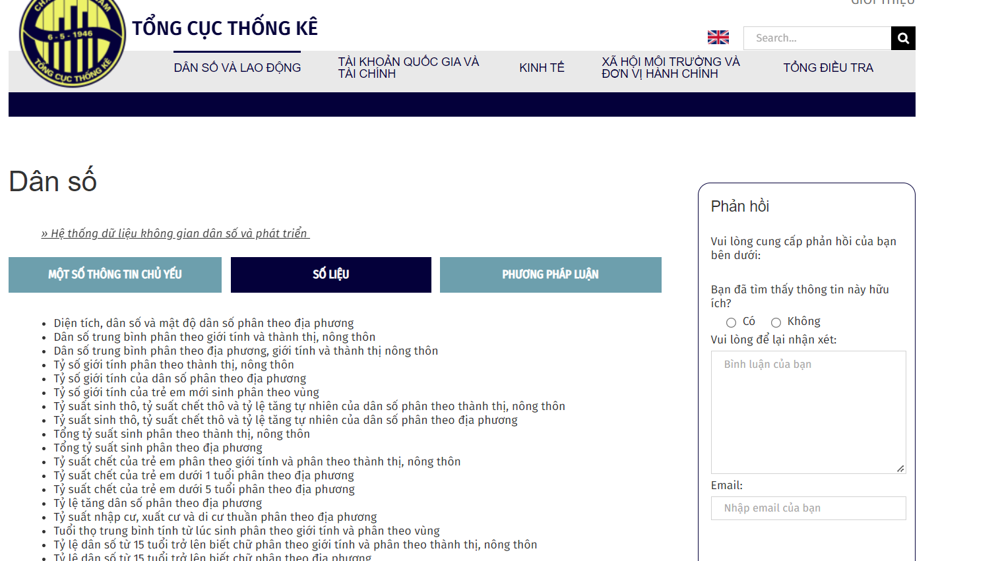 GIỚI THIỆU
6 - 5 - 1946
TỔNG CỤC THỐNG KÊ
TỔNG CỤC THỐNG KÊ
Search...
DÂN SỐ VÀ LAO ĐỘNG
TÀI KHOẢN QUỐC GIA VÀ
TÀI CHÍNH
KINH TẾ
XÃ HỘI MÔI TRƯỜNG VÀ
ĐƠN VỊ HÀNH CHÍNH
TỔNG ĐIỀU TRA
Dân số
» Hệ thống dữ liệu không gian dân số và phát triển
MỘT SỐ THÔNG TIN CHỦ YẾU
SỐ LIỆU
PHƯƠNG PHÁP LUẬN
Diện tích, dân số và mật độ dân số phân theo địa phương
Dân số trung bình phân theo giới tính và thành thị, nông thôn
Dân số trung bình phân theo địa phương, giới tính và thành thị nông thôn
Tỷ số giới tính phân theo thành thị, nông thôn
Tỷ số giới tính của dân số phân theo địa phương
Tỷ số giới tính của trẻ em mới sinh phân theo vùng
Tỷ suất sinh thô, tỷ suất chết thô và tỷ lệ tăng tự nhiên của dân số phân theo thành thị, nông thôn
Tỷ suất sinh thô, tỷ suất chết thô và tỷ lệ tăng tự nhiên của dân số phân theo địa phương
Tổng tỷ suất sinh phân theo thành thị, nông thôn
Tổng tỷ suất sinh phân theo địa phương
Tỷ suất chết của trẻ em phân theo giới tính và phân theo thành thị, nông thôn
Tỷ suất chết của trẻ em dưới 1 tuổi phân theo địa phương
Tỷ suất chết của trẻ em dưới 5 tuổi phân theo địa phương
Tỷ lệ tăng dân số phân theo địa phương
Tỷ suất nhập cư, xuất cư và di cư thuần phân theo địa phương
Tuổi thọ trung bình tính từ lúc sinh phân theo giới tính và phân theo vùng
Tỷ lệ dân số từ 15 tuổi trở lên biết chữ phân theo giới tính và phân theo thành thị, nông thôn
Tỷ lệ dân số từ 15 tuổi trở lên biết chữ phân theo địa phương
Phản hồi
Vui lòng cung cấp phản hồi của bạn
bên dưới:
Bạn đã tìm thấy thông tin này hữu
ích?
Có
Không
Vui lòng để lại nhận xét:
Bình luận của bạn
Email:
Nhập email của bạn